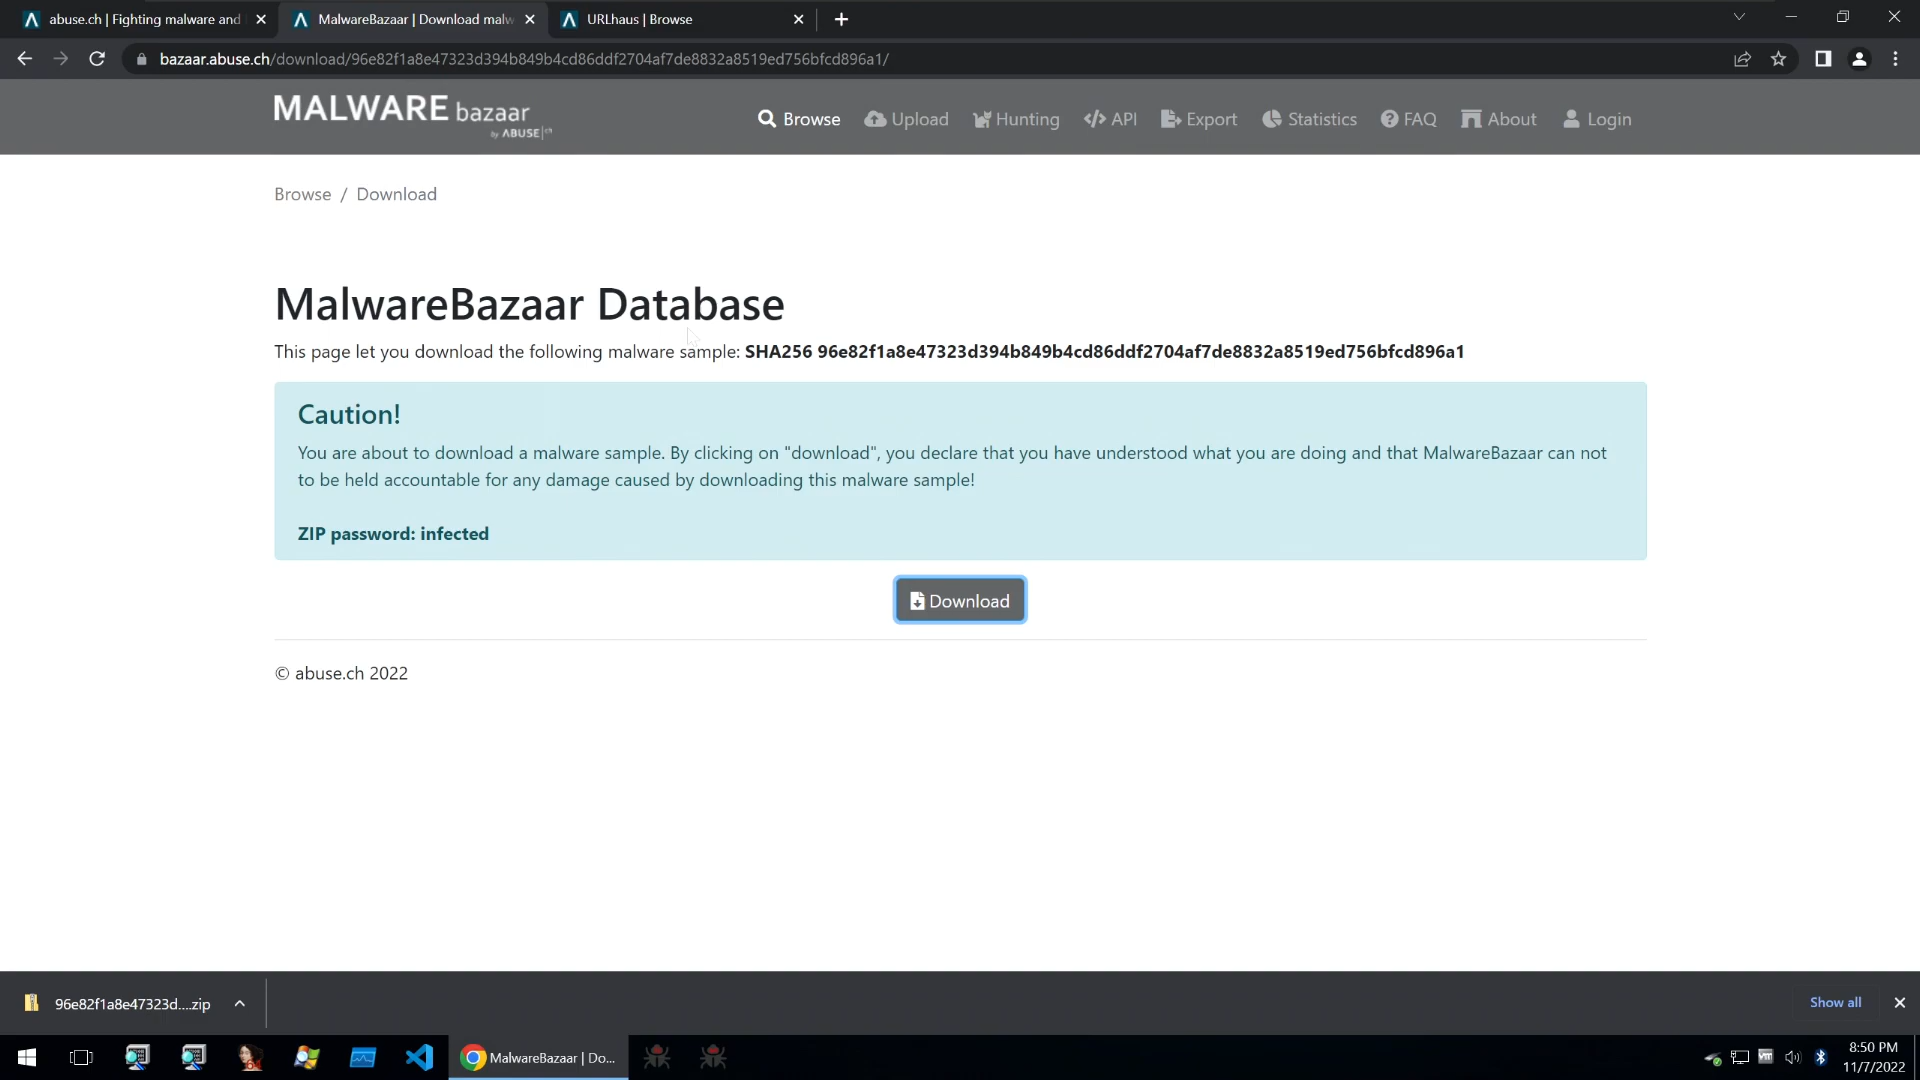 abuse.ch | Fighting malware and
MalwareBazaar | Download malw
URLhaus | Browse
bazaar.abuse.ch/download/96e82f1a8e47323d394b849b4cd86ddf2704af7de8832a8519ed756bfcd896a1/
MALWARE bazaar
by ABUSE|ch
Browse
Upload
Hunting
API
Export
Statistics
FAQ
About
Login
Browse / Download
MalwareBazaar Database
This page let you download the following malware sample: SHA256 96e82f1a8e47323d394b849b4cd86ddf2704af7de8832a8519ed756bfcd896a1
Caution!
You are about to download a malware sample. By clicking on "download", you declare that you have understood what you are doing and that MalwareBazaar can not
to be held accountable for any damage caused by downloading this malware sample!
ZIP password: infected
Download
© abuse.ch 2022
96e82f1a8e47323d....zip
Show all
MalwareBazaar | Do...
8:50 PM
11/7/2022